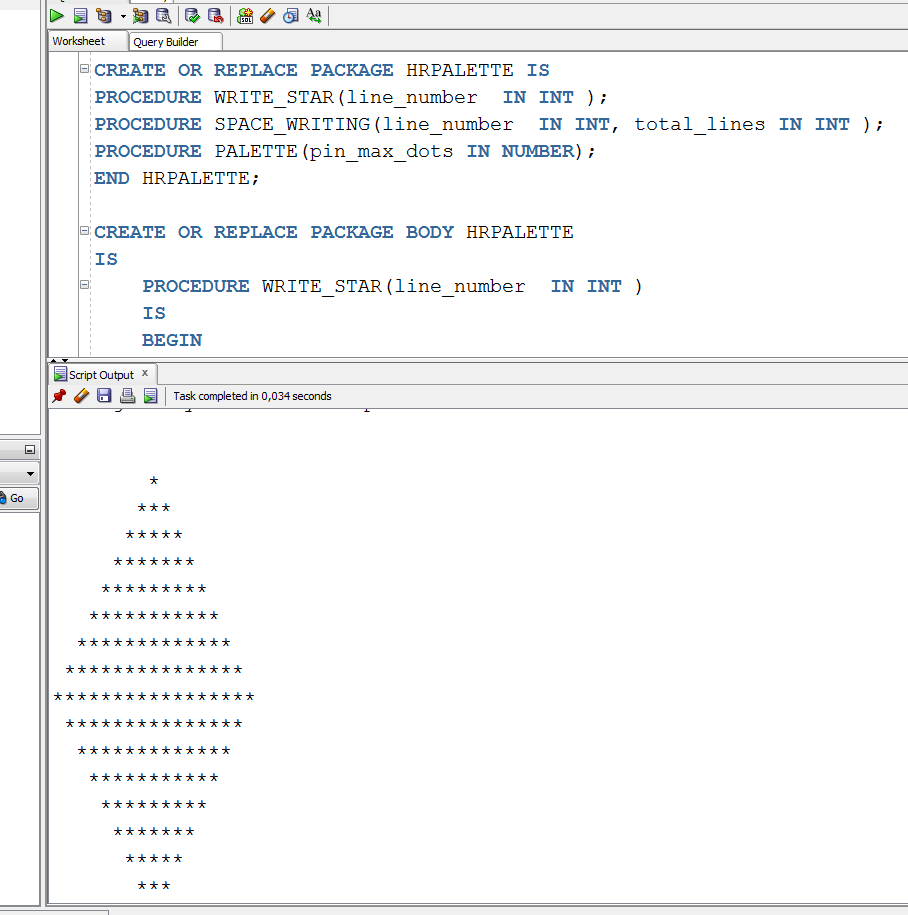 Worksheet Query Builder
CREATE OR REPLACE PACKAGE HRPALETTE IS
PROCEDURE WRITE_STAR(line_number  IN INT );
PROCEDURE SPACE_WRITING(line_number  IN INT, total_lines IN INT );
PROCEDURE PALETTE(pin_max_dots IN NUMBER);
END HRPALETTE;
CREATE OR REPLACE PACKAGE BODY HRPALETTE
IS
    PROCEDURE WRITE_STAR(line_number  IN INT )
    IS
    BEGIN
Script Output x
Task completed in 0,034 seconds
Go
        *
       ***
      *****
     *******
    *********
   ***********
  *************
 ***************
*****************
 ***************
  *************
   ***********
    *********
     *******
      *****
       ***